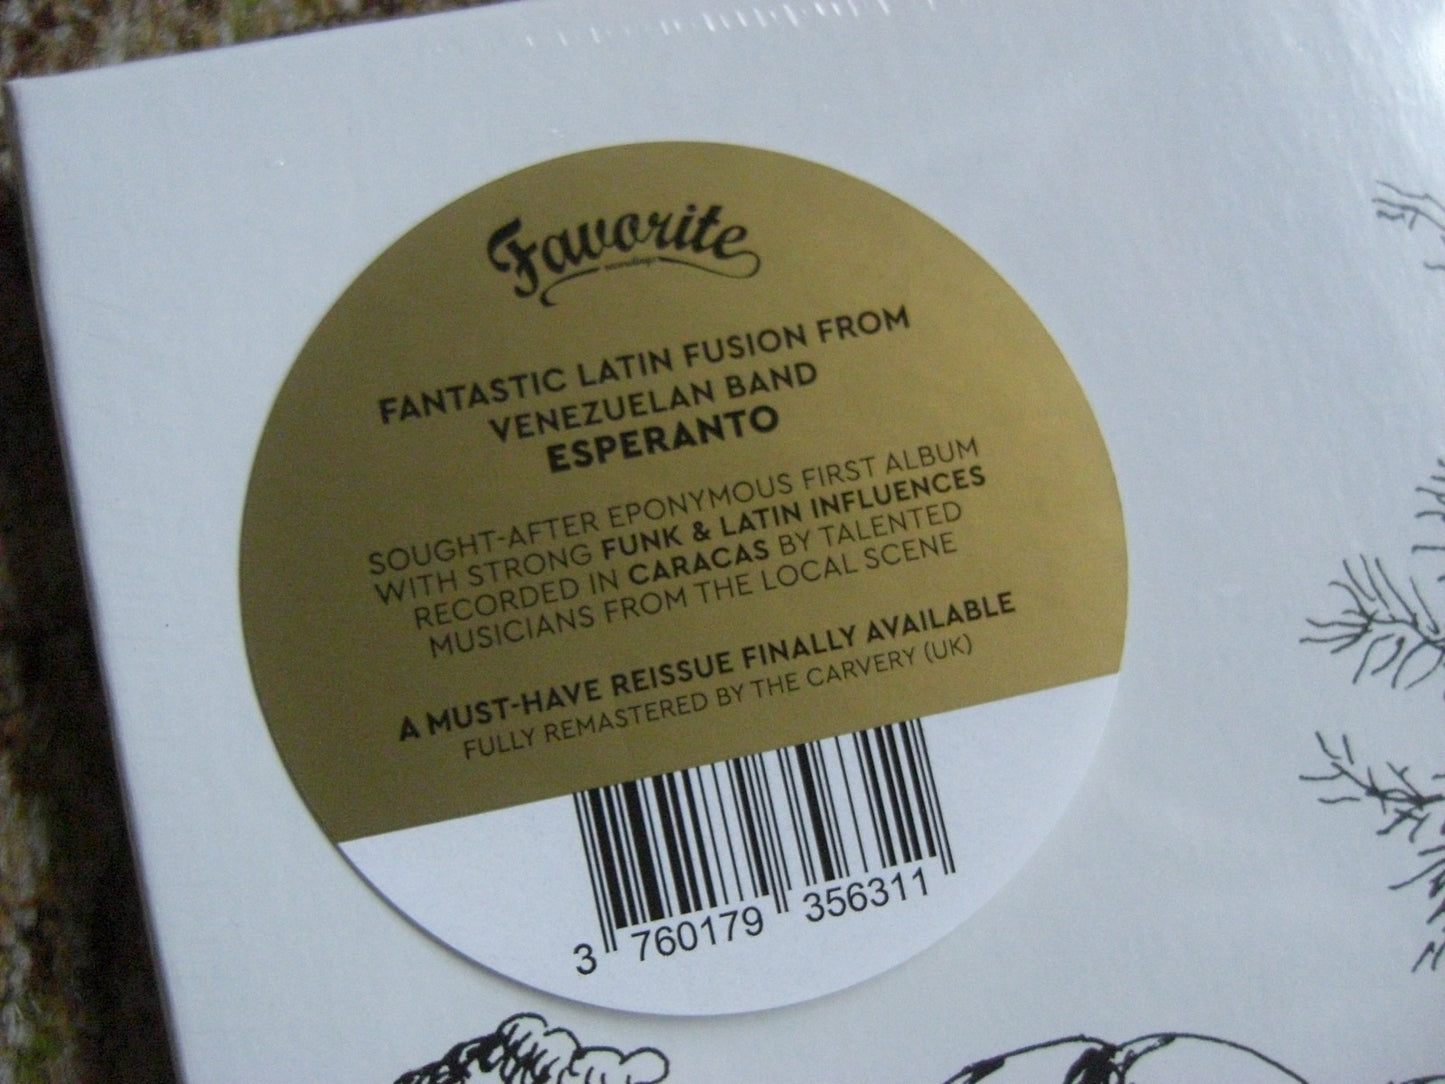 Favorite
recordings
FANTASTIC LATIN FUSION FROM
VENEZUELAN BAND
ESPERANTO
SOUGHT-AFTER EPONYMOUS FIRST ALBUM
WITH STRONG FUNK & LATIN INFLUENCES
RECORDED IN CARACAS BY TALENTED
MUSICIANS FROM THE LOCAL SCENE
A MUST-HAVE REISSUE FINALLY AVAILABLE
FULLY REMASTERED BY THE CARVERY (UK)
3 760179 356311